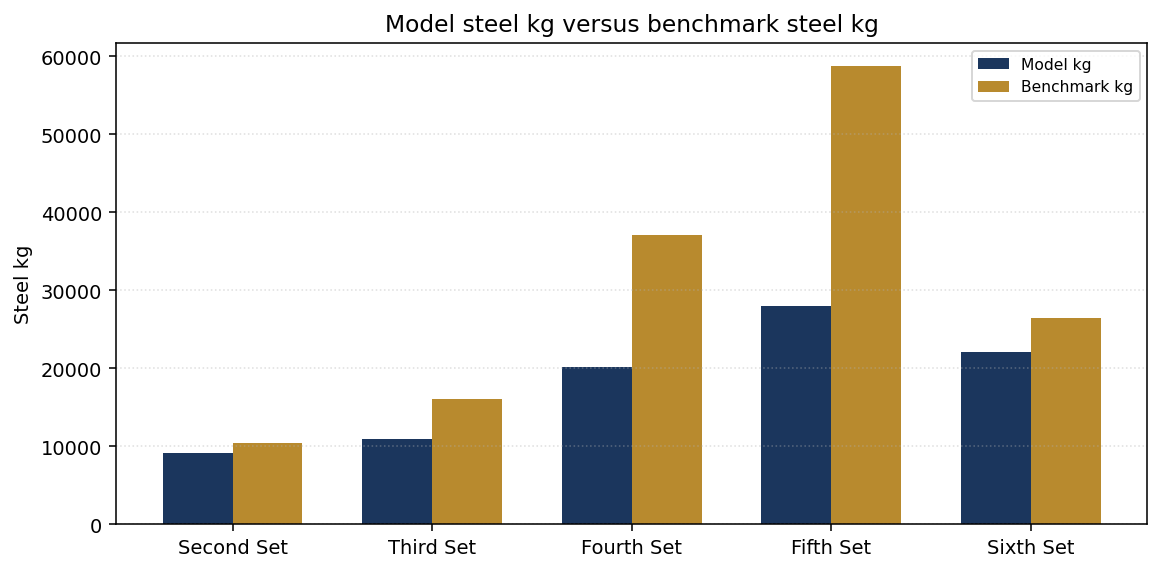 Model steel kg versus benchmark steel kg
Model kg
Benchmark kg
Steel kg
60000
50000
40000
30000
20000
10000
0
Second Set
Third Set
Fourth Set
Fifth Set
Sixth Set